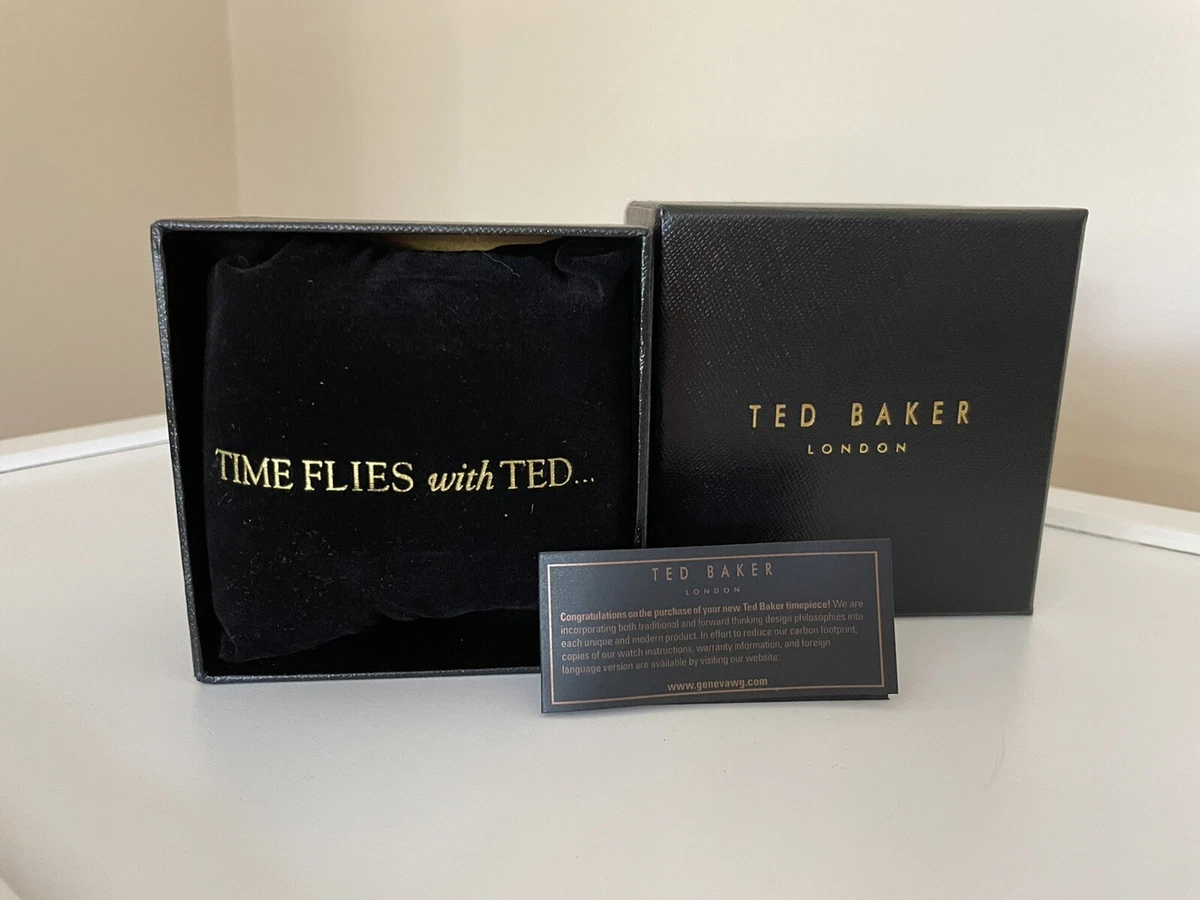 TIME FLIES with TED...
TED BAKER
LONDON
TED BAKER
LONDON
Congratulations on the purchase of your new Ted Baker timepiece! We are
incorporating both traditional and forward thinking design philosophies into
each unique and modern product. In effort to reduce our carbon footprint,
copies of our watch instructions, warranty information, and foreign
language version are available by visiting our website:
www.genevawg.com